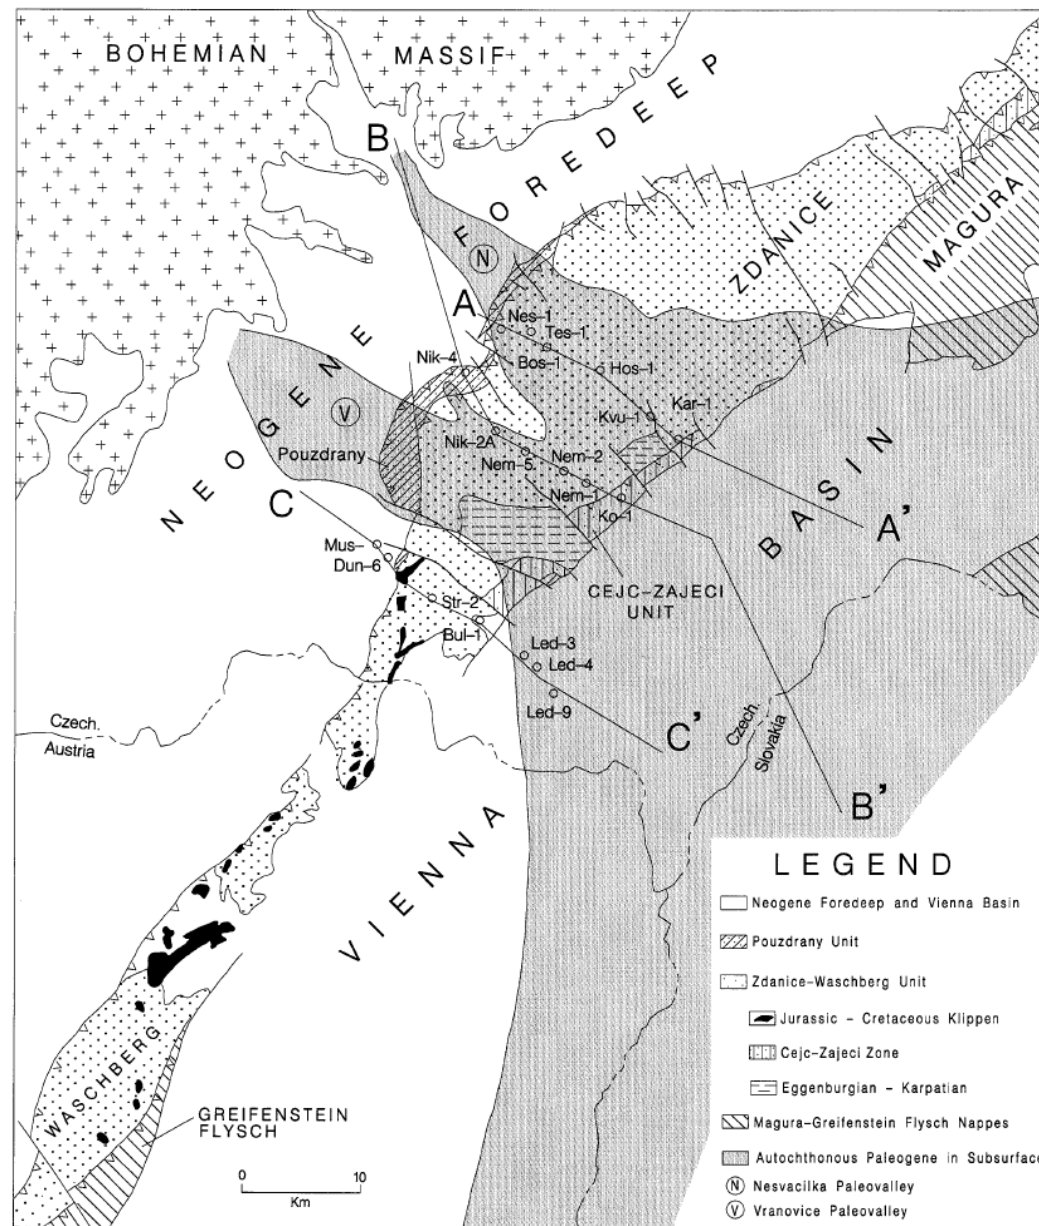 BOHEMIAN MASSIF
B
FOREDEEP
N
ZDANICE
MAGURA
A
Nes-1
Tes-1
Bos-1
Hos-1
Nik-4
NEOGENE
V
Kvu-1
Kar-1
Pouzdrany
Nik-2A
Nem-5
Nem-2
Nem-1
Ko-1
BASIN
A'
C
Mus-
Dun-6
CEJC-ZAJECI
UNIT
Str-2
Bul-1
Led-3
Led-4
Led-9
C'
Czech.
Slovakia
B'
Czech.
Austria
VIENNA
WASCHBERG
GREIFENSTEIN
FLYSCH
0 10
Km
LEGEND
Neogene Foredeep and Vienna Basin
Pouzdrany Unit
Zdanice-Waschberg Unit
Jurassic - Cretaceous Klippen
Cejc-Zajeci Zone
Eggenburgian - Karpatian
Magura-Greifenstein Flysch Nappes
Autochthonous Paleogene in Subsurface
N Nesvacilka Paleovalley
V Vranovice Paleovalley